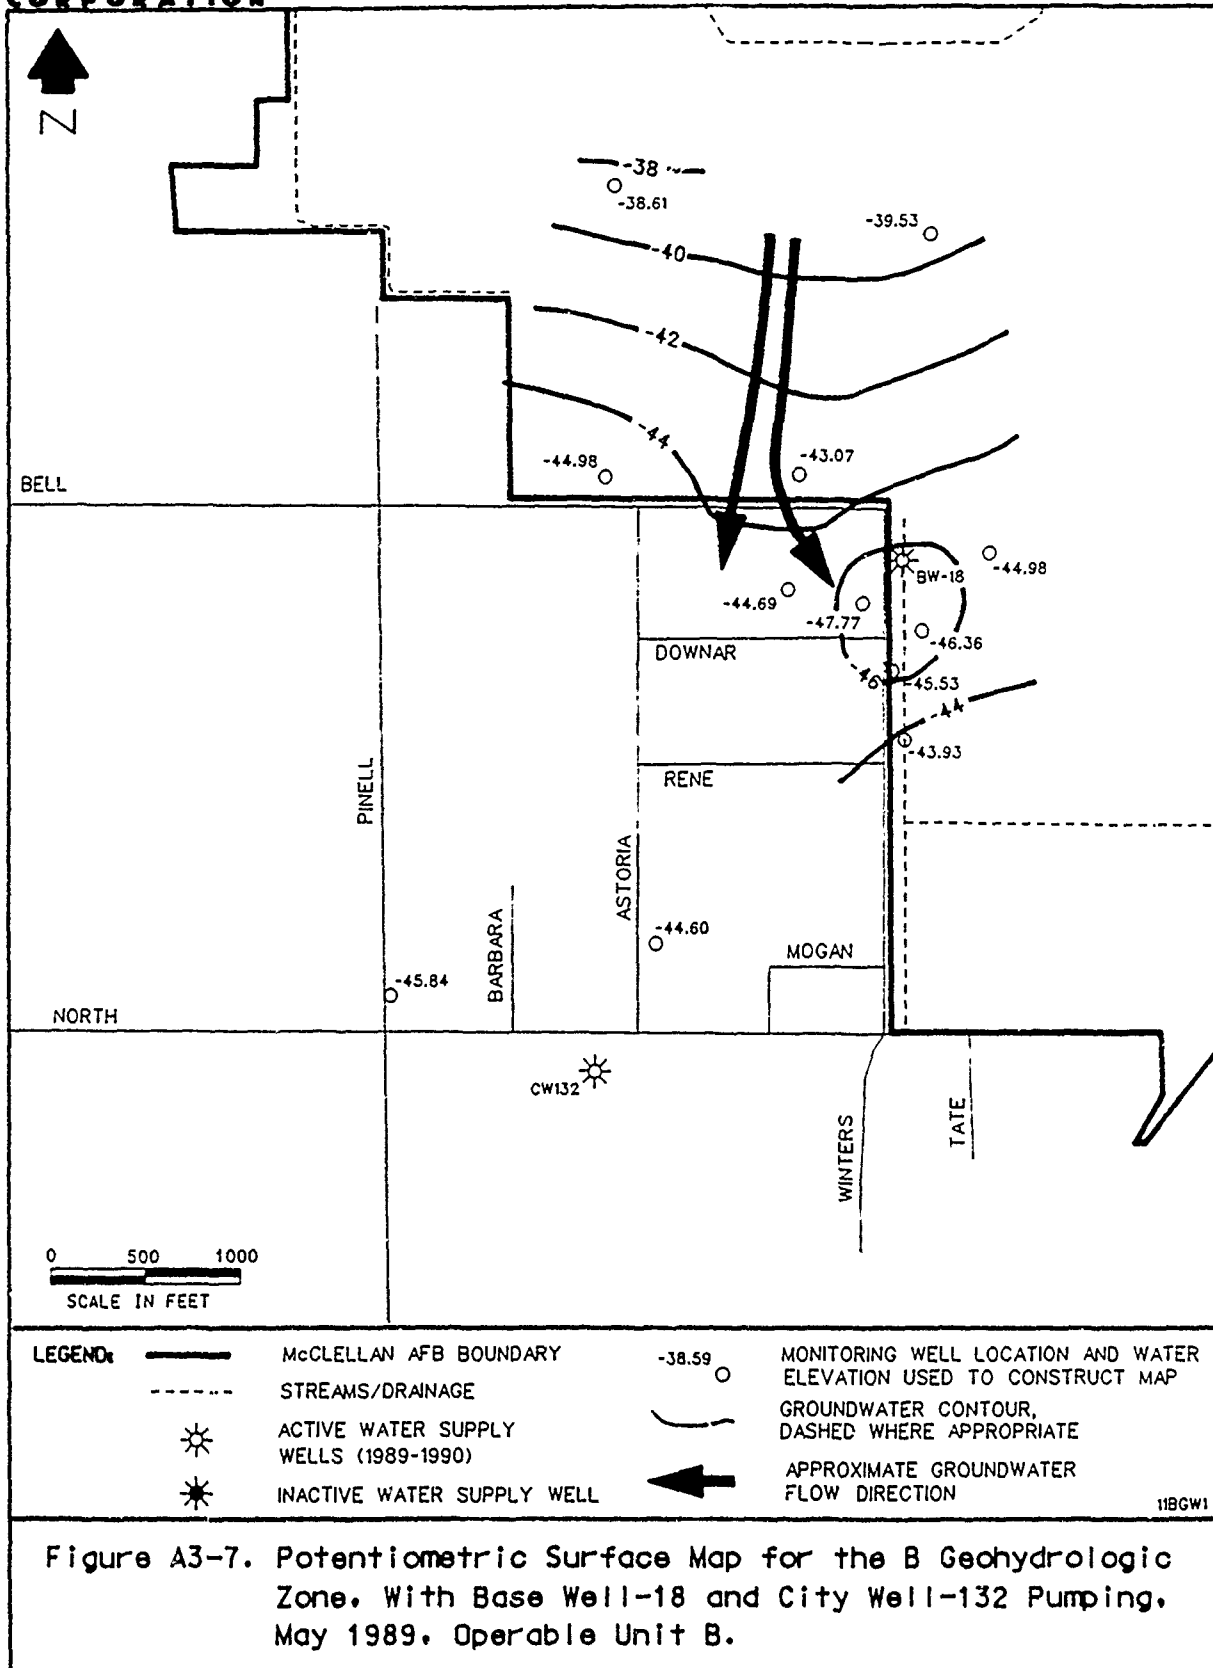 CORPORATION
N
-38
-38.61
-39.53
-40
-42
-44
-44.98
-43.07
BELL
BW-18
-44.98
-44.69
-47.77
-46.36
DOWNAR
-46
-45.53
-44
-43.93
PINELL
RENE
ASTORIA
-44.60
BARBARA
MOGAN
-45.84
NORTH
CW132
WINTERS
TATE
0 500 1000
SCALE IN FEET
LEGEND:
McCLELLAN AFB BOUNDARY
STREAMS/DRAINAGE
ACTIVE WATER SUPPLY
WELLS (1989-1990)
INACTIVE WATER SUPPLY WELL
-38.59
MONITORING WELL LOCATION AND WATER
ELEVATION USED TO CONSTRUCT MAP
GROUNDWATER CONTOUR,
DASHED WHERE APPROPRIATE
APPROXIMATE GROUNDWATER
FLOW DIRECTION
11BGW1
Figure A3-7. Potentiometric Surface Map for the B Geohydrologic
Zone, With Base Well-18 and City Well-132 Pumping,
May 1989, Operable Unit B.